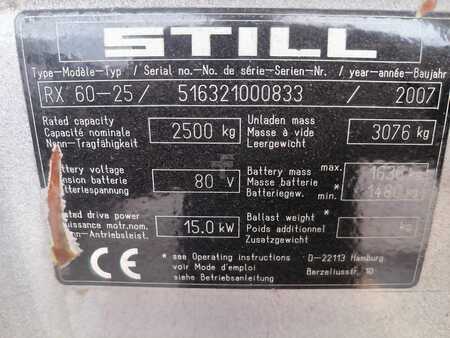 STILL
Type-Modèle-Typ / Serial no.-No. de série-Serien-Nr. / year-année-Baujahr
RX 60-25 / 516321000833 / 2007
Rated capacity
Capacité nominale
Nenn-Tragfähigkeit
2500 kg
Unladen mass
Masse à vide
Leergewicht
3076 kg
Battery voltage
Tension batterie
Batteriespannung
80 V
Battery mass max.
Masse batterie *
Batteriegew. min.
Rated drive power
Puissance motr.nom.
Nenn-Antriebsleist.
15.0 kW
Ballast weight *
Poids additionnel
Zusatzgewicht
kg
CE
* see Operating instructions
voir Mode d'emploi
siehe Betriebsanleitung
D-22113 Hamburg
Berzeliusstr. 10